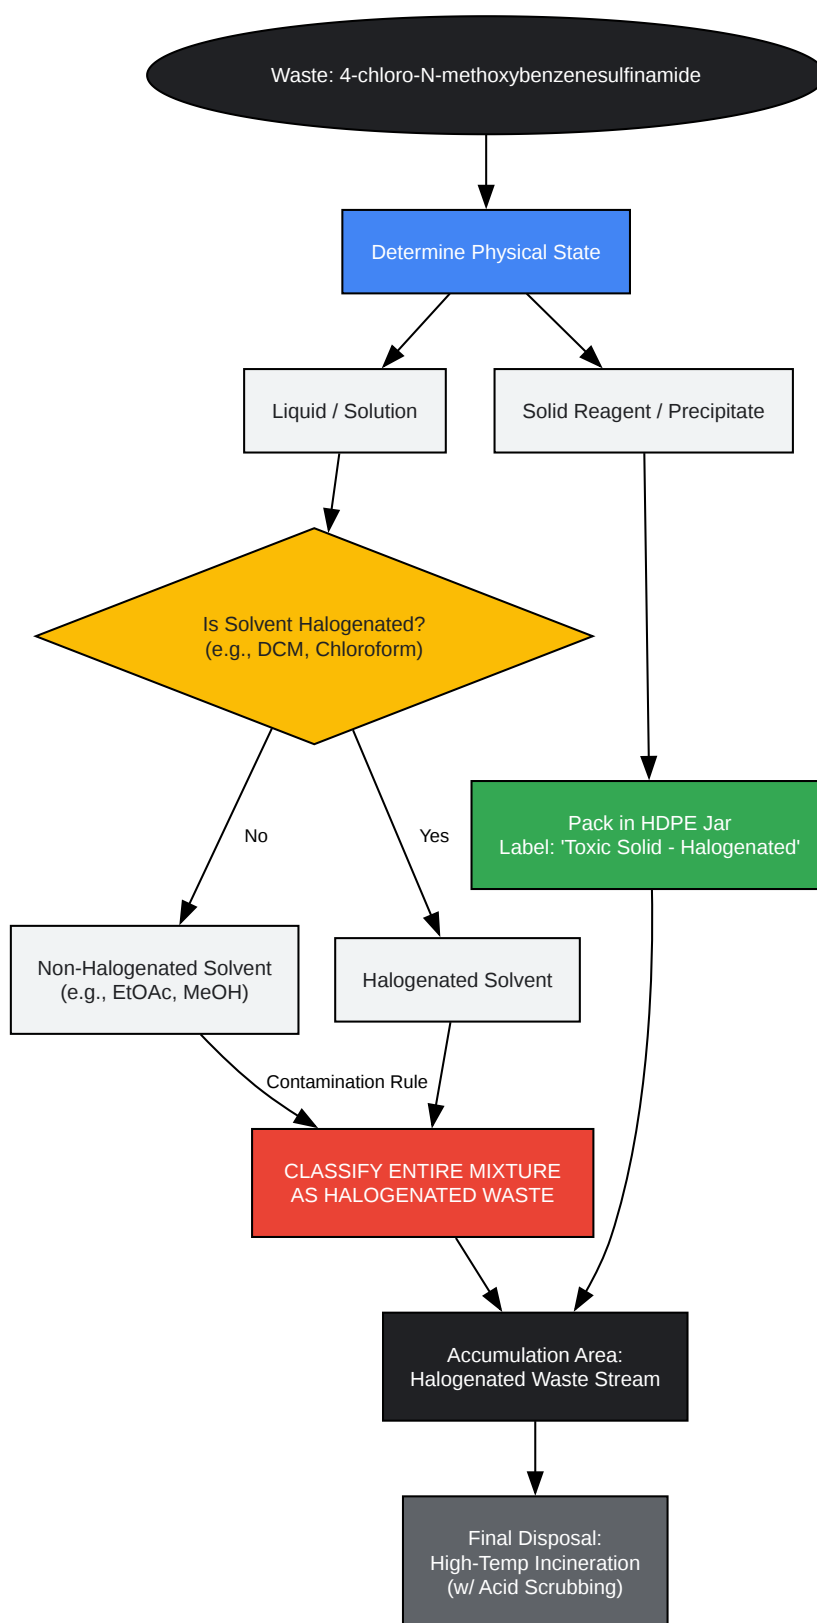 Waste: 4-chloro-N-methoxybenzenesulfinamide
Determine Physical State
Liquid / Solution
Solid Reagent / Precipitate
Is Solvent Halogenated?
(e.g., DCM, Chloroform)
No
Yes
Pack in HDPE Jar
Label: 'Toxic Solid - Halogenated'
Non-Halogenated Solvent
(e.g., EtOAc, MeOH)
Halogenated Solvent
Contamination Rule
CLASSIFY ENTIRE MIXTURE
AS HALOGENATED WASTE
Accumulation Area:
Halogenated Waste Stream
Final Disposal:
High-Temp Incineration
(w/ Acid Scrubbing)